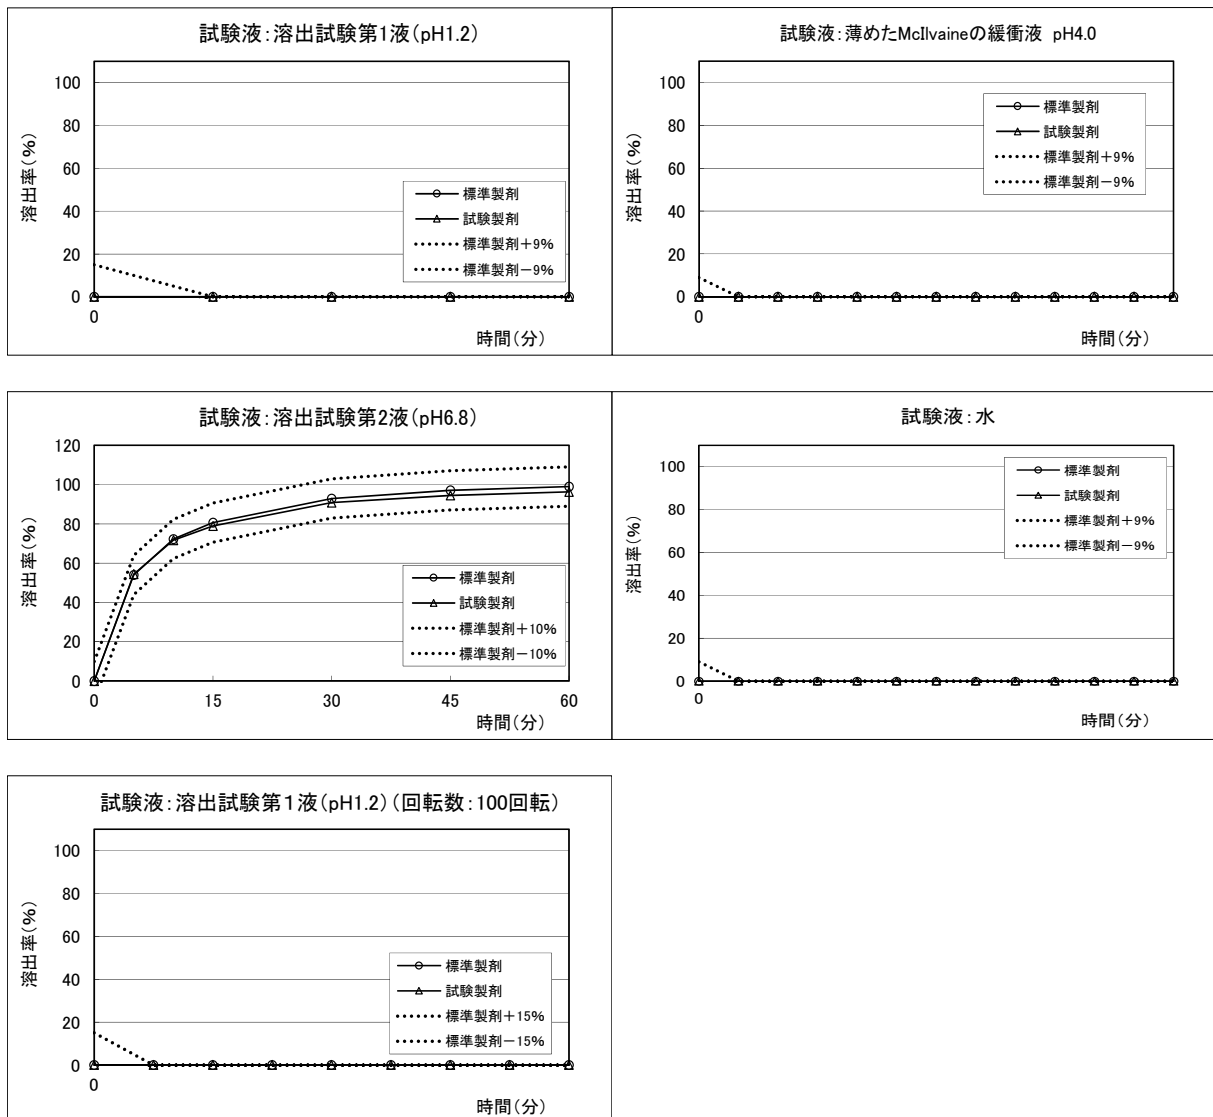 試験液:溶出試験第1液(pH1.2)
溶出率(%)
100
80
60
40
20
0
0
標準製剤
試験製剤
標準製剤+9%
標準製剤-9%
時間(分)
試験液:薄めたMcIlvaineの緩衝液 pH4.0
溶出率(%)
100
80
60
40
20
0
0
標準製剤
試験製剤
標準製剤+9%
標準製剤-9%
時間(分)
試験液:溶出試験第2液(pH6.8)
溶出率(%)
120
100
80
60
40
20
0
0 15 30 45 60
標準製剤
試験製剤
標準製剤+10%
標準製剤-10%
時間(分)
試験液:水
溶出率(%)
100
80
60
40
20
0
0
標準製剤
試験製剤
標準製剤+9%
標準製剤-9%
時間(分)
試験液:溶出試験第1液(pH1.2)(回転数:100回転)
溶出率(%)
100
80
60
40
20
0
0
標準製剤
試験製剤
標準製剤+15%
標準製剤-15%
時間(分)